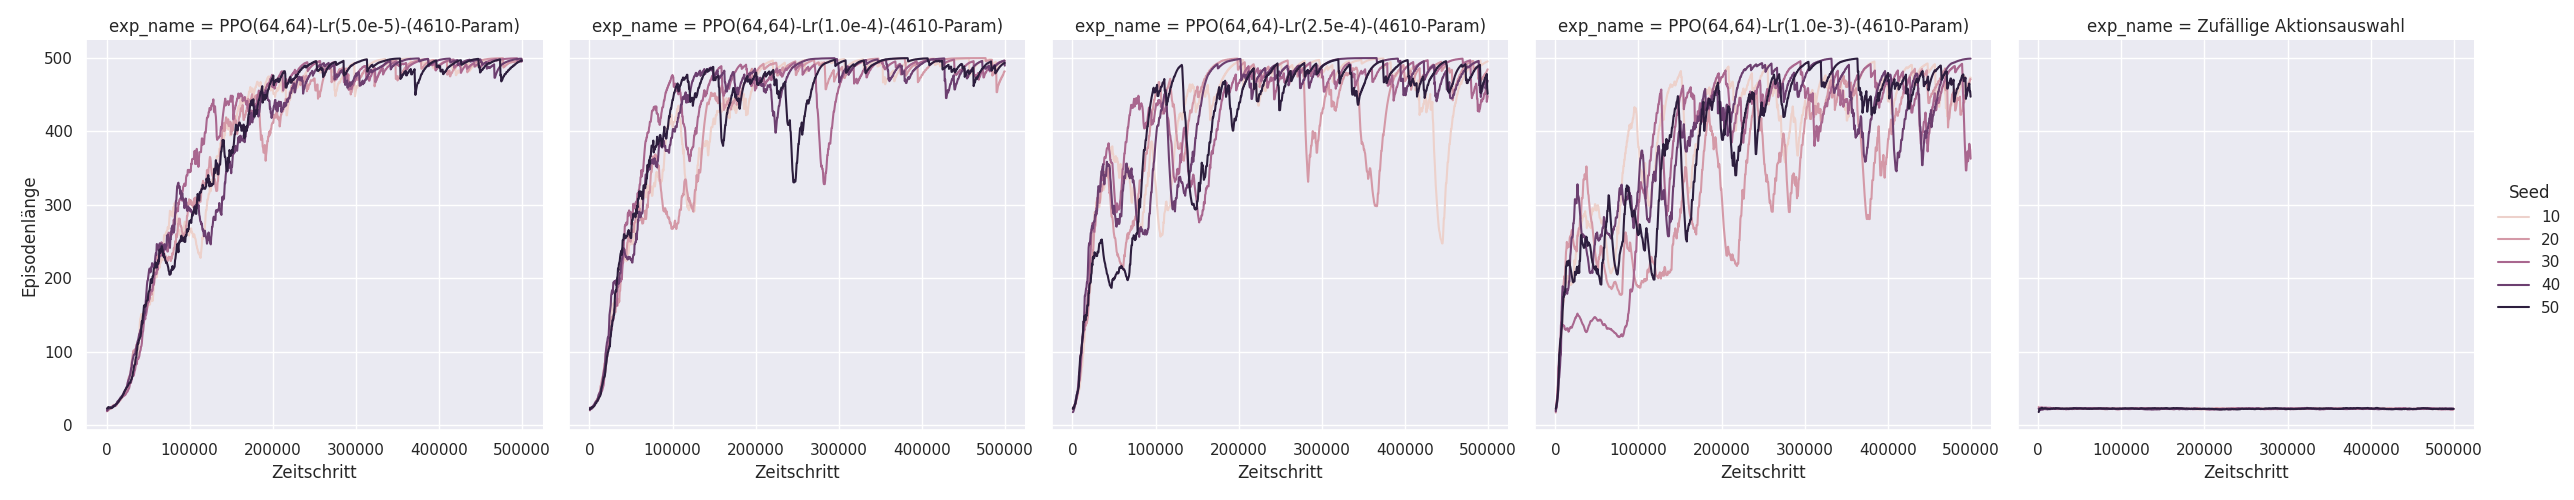 exp_name = PPO(64,64)-Lr(5.0e-5)-(4610-Param)
exp_name = PPO(64,64)-Lr(1.0e-4)-(4610-Param)
exp_name = PPO(64,64)-Lr(2.5e-4)-(4610-Param)
exp_name = PPO(64,64)-Lr(1.0e-3)-(4610-Param)
exp_name = Zufällige Aktionsauswahl
Episodenlänge
500
400
300
200
100
0
0 100000 200000 300000 400000 500000
0 100000 200000 300000 400000 500000
0 100000 200000 300000 400000 500000
0 100000 200000 300000 400000 500000
0 100000 200000 300000 400000 500000
Zeitschritt
Zeitschritt
Zeitschritt
Zeitschritt
Zeitschritt
Seed
10
20
30
40
50